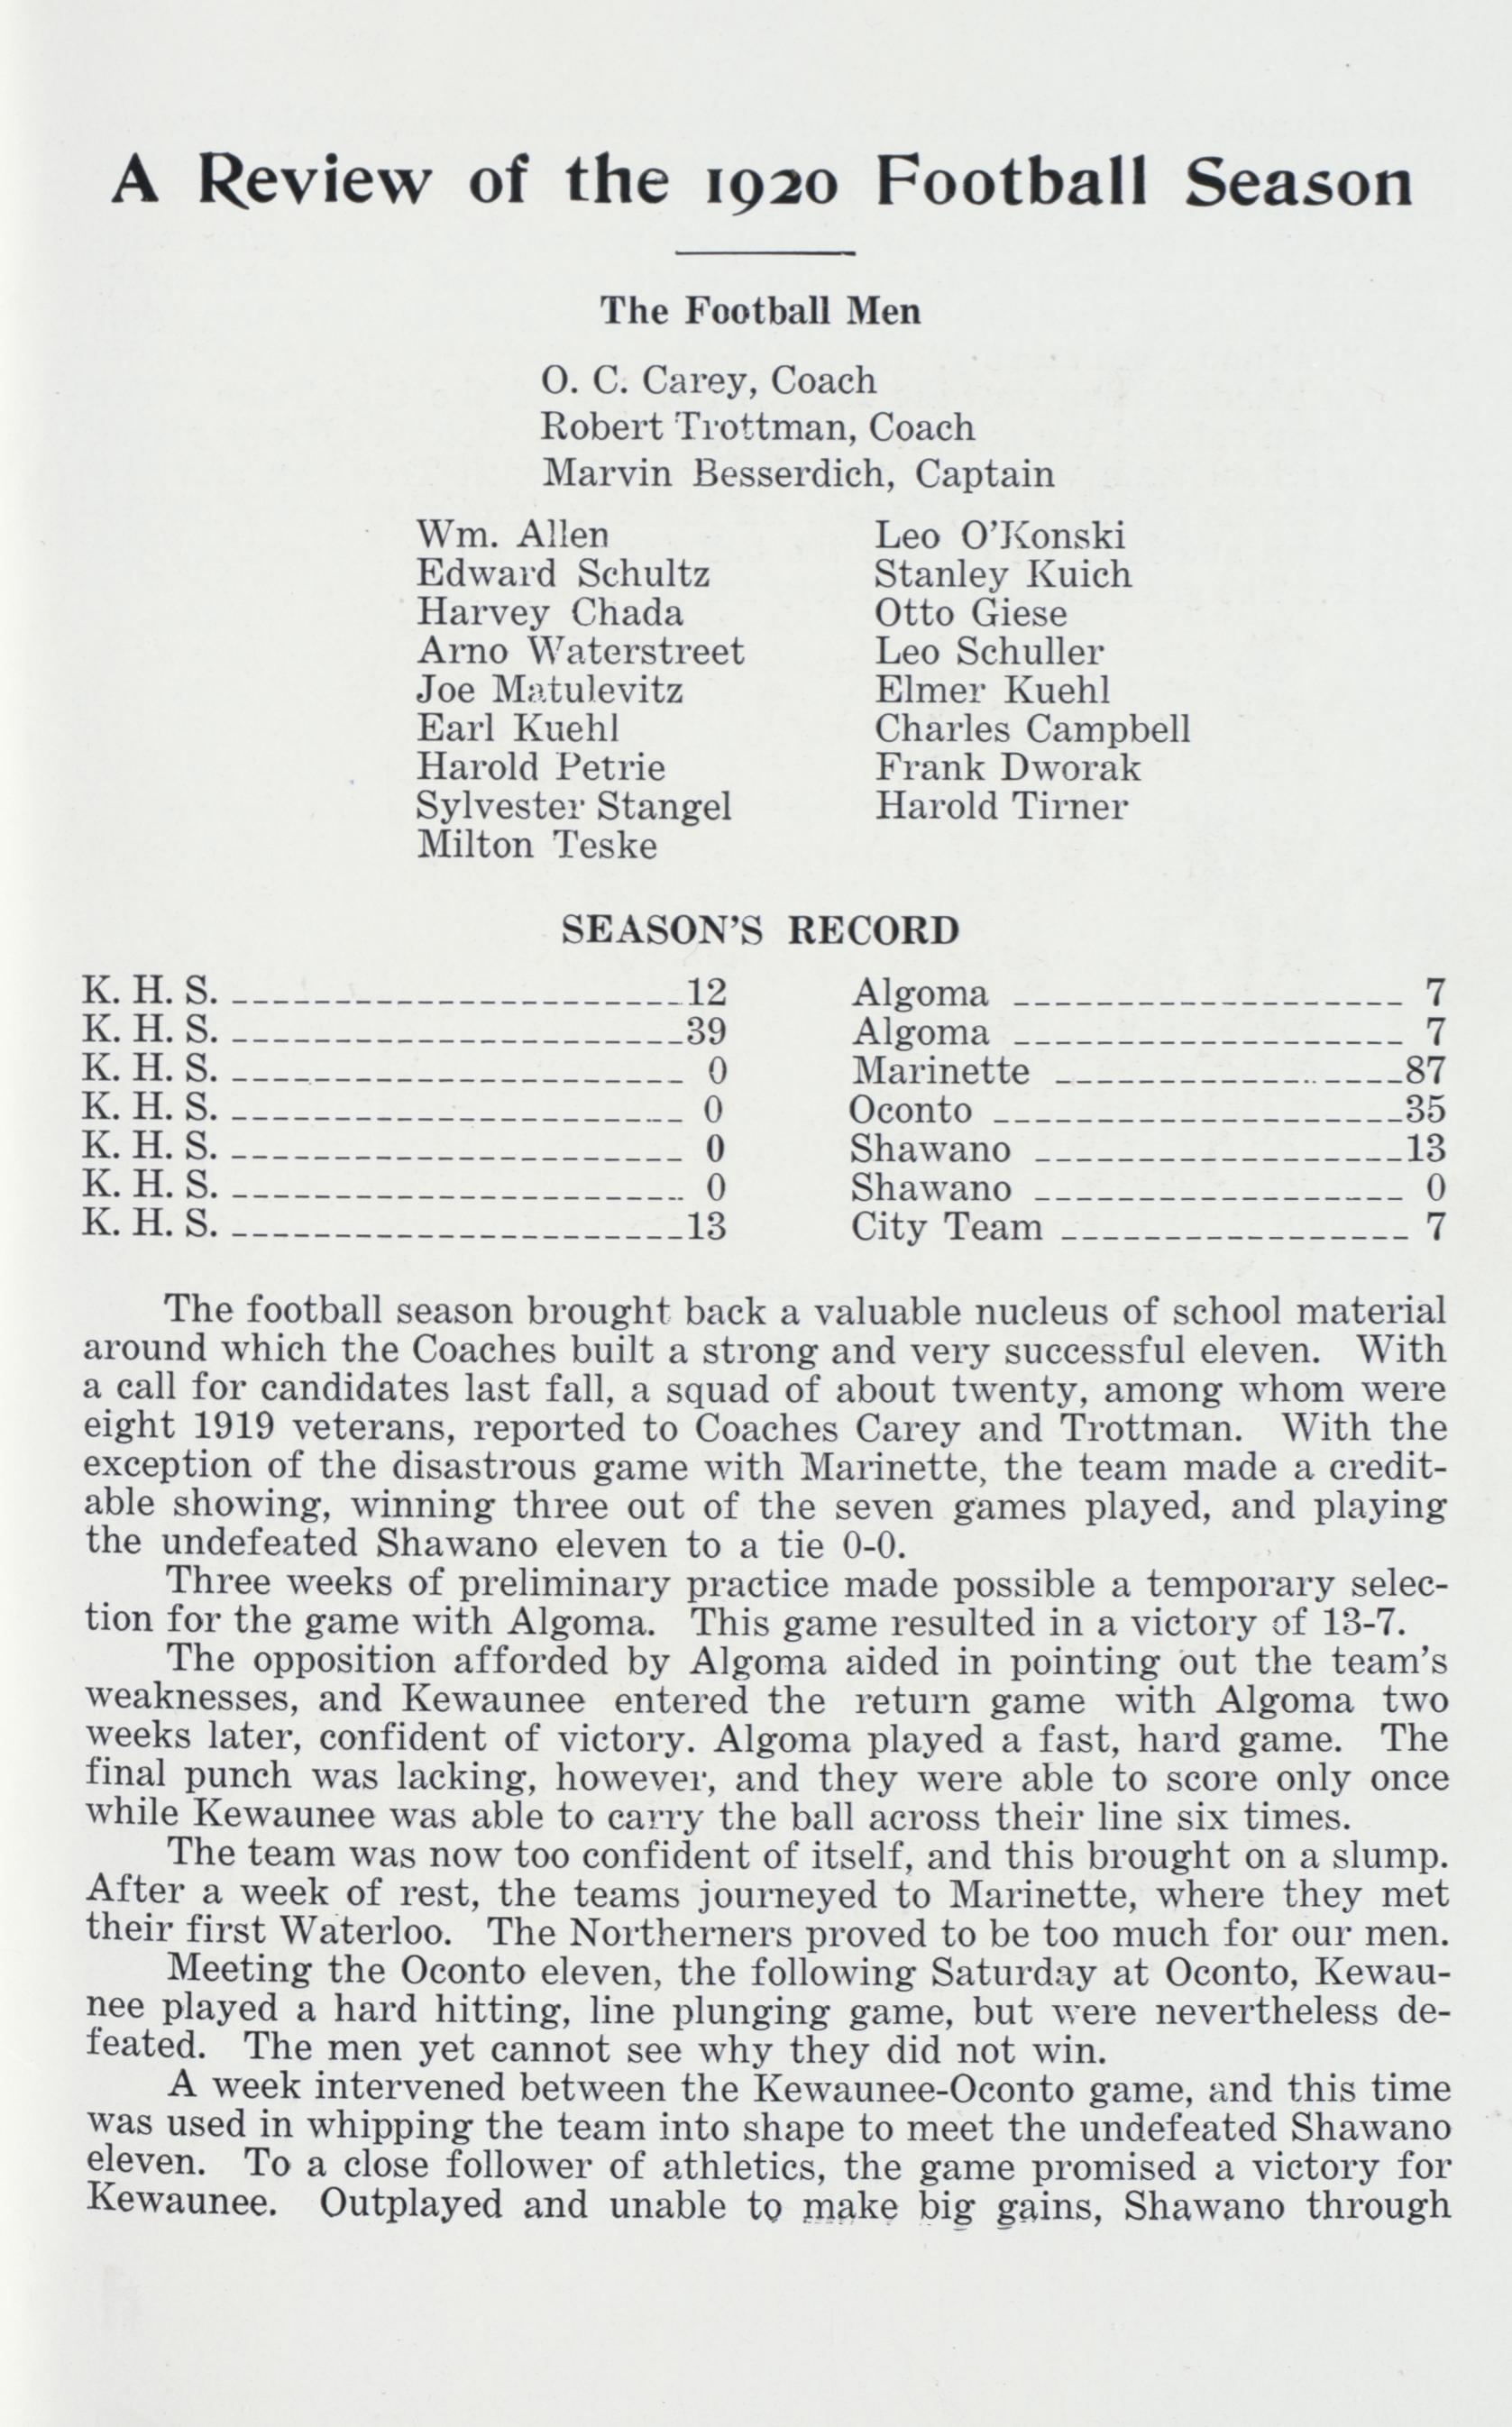 A Review of the 1920 Football Season
The Football Men
O. C. Carey, Coach
Robert Trottman, Coach
Marvin Besserdich, Captain
Wm. Allen
Edward Schultz
Harvey Chada
Arno Waterstreet
Joe Matulevitz
Earl Kuehl
Harold Petrie
Sylvester Stangel
Milton Teske
Leo O'Konski
Stanley Kuich
Otto Giese
Leo Schuller
Elmer Kuehl
Charles Campbell
Frank Dworak
Harold Tirner
SEASON'S RECORD
K. H. S. ---------------------- 12 Algoma ------------------- 7
K. H. S. ---------------------- 39 Algoma ------------------- 7
K. H. S. ---------------------- 0 Marinette ----------------- 87
K. H. S. ---------------------- 0 Oconto -------------------- 35
K. H. S. ---------------------- 0 Shawano ------------------ 13
K. H. S. ---------------------- 0 Shawano ------------------ 0
K. H. S. ---------------------- 13 City Team ----------------- 7
The football season brought back a valuable nucleus of school material
around which the Coaches built a strong and very successful eleven. With
a call for candidates last fall, a squad of about twenty, among whom were
eight 1919 veterans, reported to Coaches Carey and Trottman. With the
exception of the disastrous game with Marinette, the team made a credit-
able showing, winning three out of the seven games played, and playing
the undefeated Shawano eleven to a tie 0-0.
Three weeks of preliminary practice made possible a temporary selec-
tion for the game with Algoma. This game resulted in a victory of 13-7.
The opposition afforded by Algoma aided in pointing out the team's
weaknesses, and Kewaunee entered the return game with Algoma two
weeks later, confident of victory. Algoma played a fast, hard game. The
final punch was lacking, however, and they were able to score only once
while Kewaunee was able to carry the ball across their line six times.
The team was now too confident of itself, and this brought on a slump.
After a week of rest, the teams journeyed to Marinette, where they met
their first Waterloo. The Northerners proved to be too much for our men.
Meeting the Oconto eleven, the following Saturday at Oconto, Kewau-
nee played a hard hitting, line plunging game, but were nevertheless de-
feated. The men yet cannot see why they did not win.
A week intervened between the Kewaunee-Oconto game, and this time
was used in whipping the team into shape to meet the undefeated Shawano
eleven. To a close follower of athletics, the game promised a victory for
Kewaunee. Outplayed and unable to make big gains, Shawano through